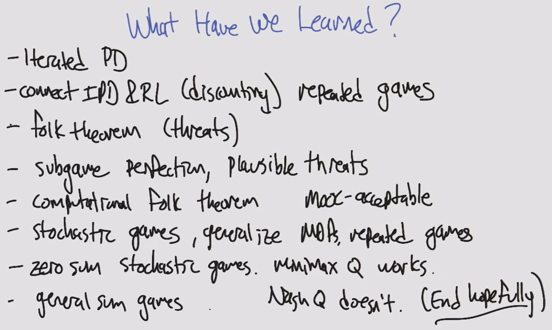 What Have We Learned?
- Iterated PD
- connect IPD & RL (discounting) repeated games
- folk theorem (threats)
- subgame perfection, plausible threats
- computational folk theorem moox-acceptable
- stochastic games, generalize MDPs, repeated games
- zero sum stochastic games. minimax Q works.
- general sum games. Nash Q doesn't. (End hopefully)